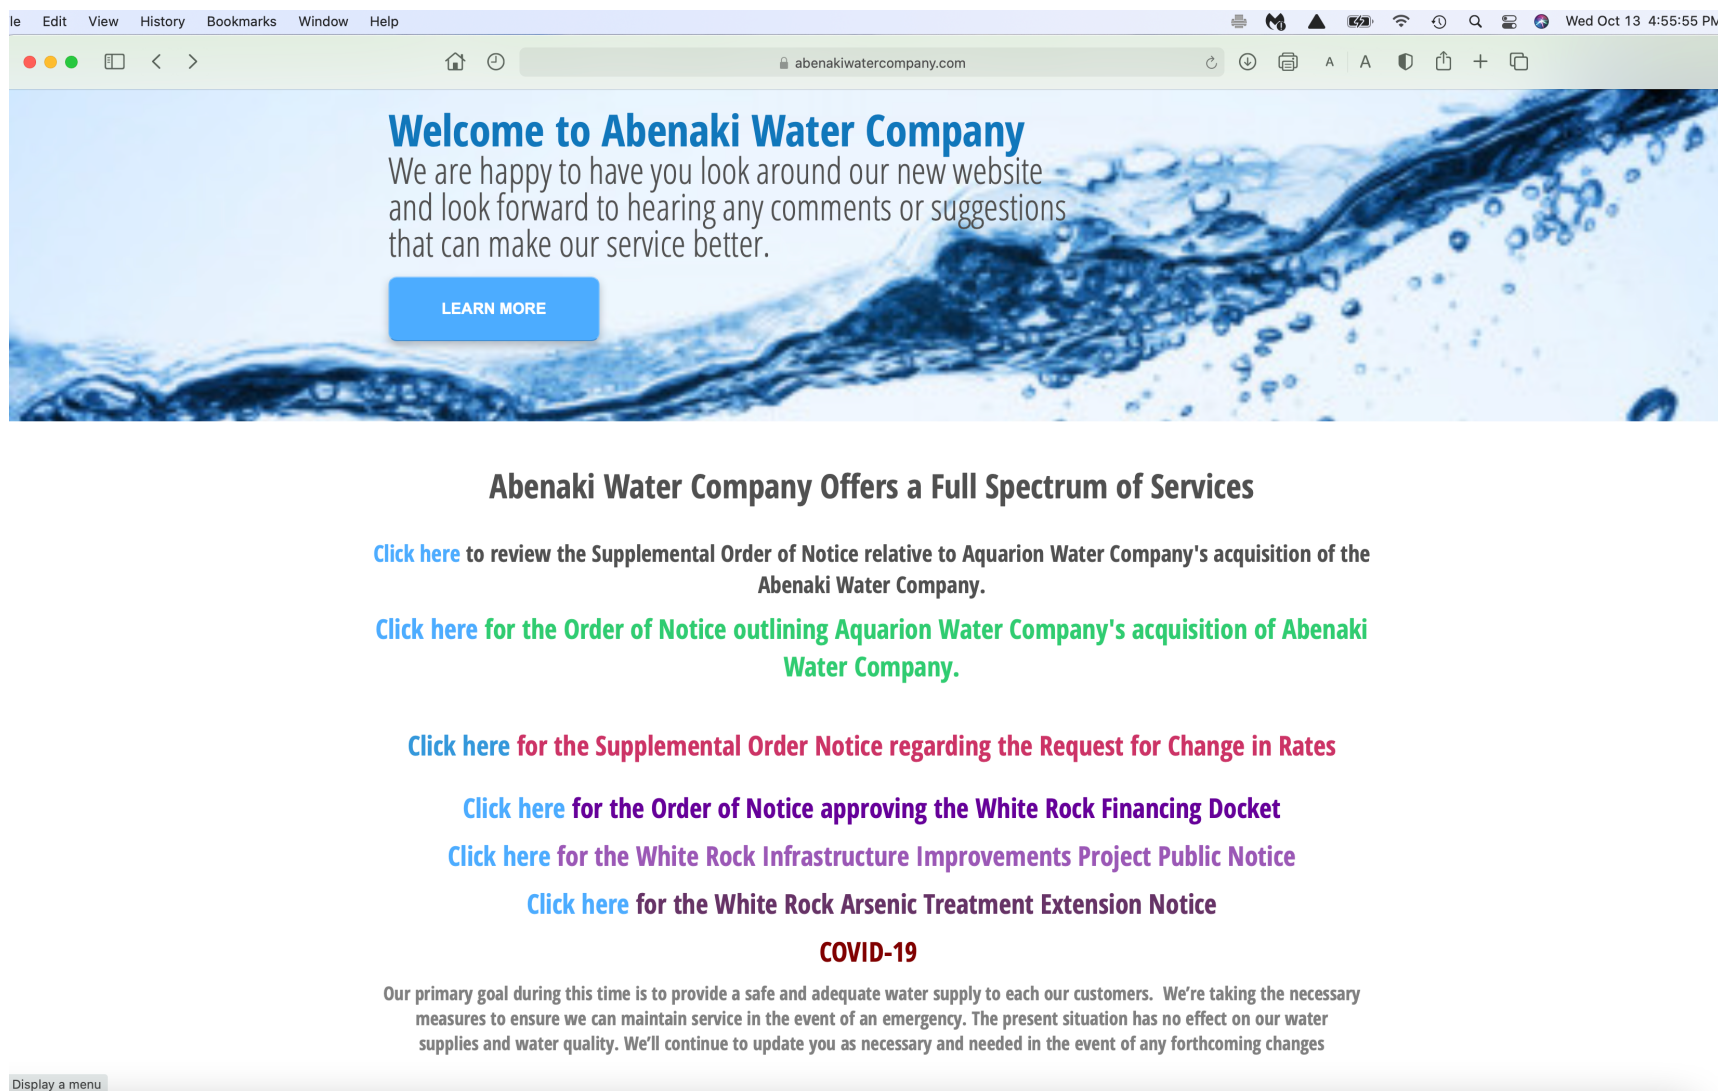 le Edit View History Bookmarks Window Help Wed Oct 13 4:55:55 PM
abenakiwatercompany.com A A
Welcome to Abenaki Water Company
We are happy to have you look around our new website
and look forward to hearing any comments or suggestions
that can make our service better.
LEARN MORE
Abenaki Water Company Offers a Full Spectrum of Services
Click here to review the Supplemental Order of Notice relative to Aquarion Water Company's acquisition of the
Abenaki Water Company.
Click here for the Order of Notice outlining Aquarion Water Company's acquisition of Abenaki
Water Company.
Click here for the Supplemental Order Notice regarding the Request for Change in Rates
Click here for the Order of Notice approving the White Rock Financing Docket
Click here for the White Rock Infrastructure Improvements Project Public Notice
Click here for the White Rock Arsenic Treatment Extension Notice
COVID-19
Our primary goal during this time is to provide a safe and adequate water supply to each our customers.  We’re taking the necessary
measures to ensure we can maintain service in the event of an emergency. The present situation has no effect on our water
supplies and water quality. We’ll continue to update you as necessary and needed in the event of any forthcoming changes
Display a menu